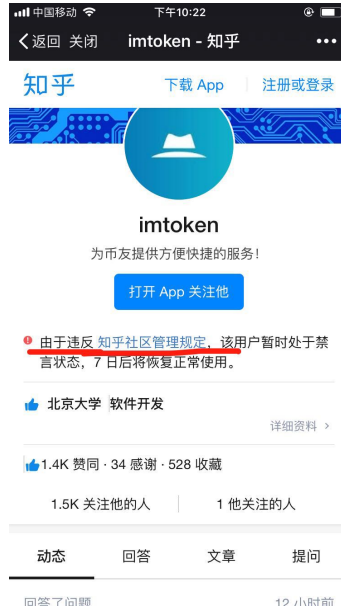 中国移动 下午10:22
返回 关闭 imtoken - 知乎
知乎 下载 App 注册或登录
imtoken
为币友提供方便快捷的服务！
打开 App 关注他
由于违反 知乎社区管理规定，该用户暂时处于禁
言状态，7 日后将恢复正常使用。
北京大学 软件开发
详细资料
1.4K 赞同 · 34 感谢 · 528 收藏
1.5K 关注他的人 1 他关注的人
动态 回答 文章 提问
回答了问题 12 小时前